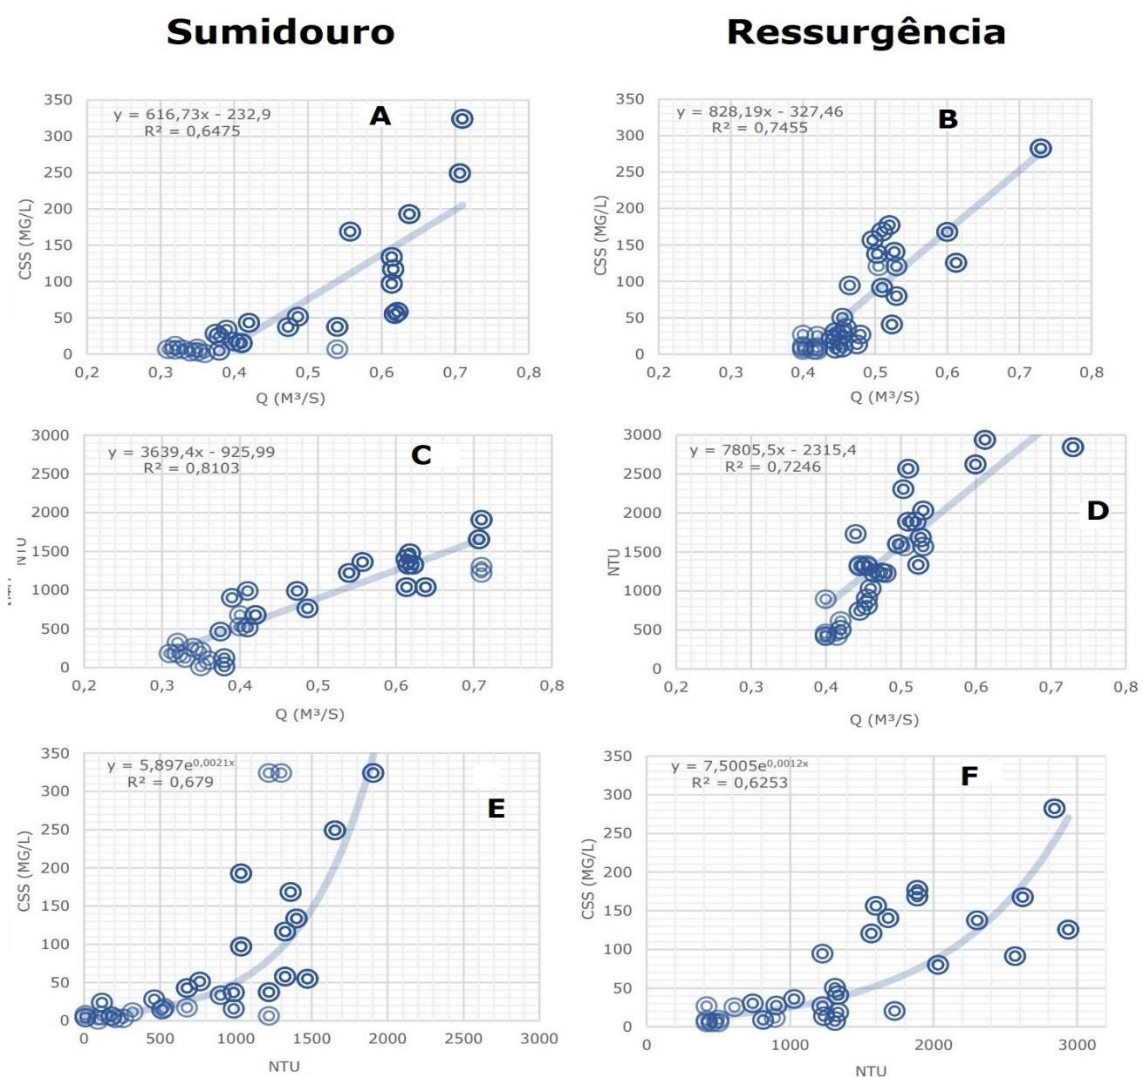 Sumidouro
Ressurgência
y = 616,73x - 232,9
R² = 0,6475
A
CSS (MG/L)
350
300
250
200
150
100
50
0
0,2 0,3 0,4 0,5 0,6 0,7 0,8
Q (M³/S)
y = 828,19x - 327,46
R² = 0,7455
B
CSS (MG/L)
350
300
250
200
150
100
50
0
0,2 0,3 0,4 0,5 0,6 0,7 0,8
Q (M³/S)
y = 3639,4x - 925,99
R² = 0,8103
C
NTU
3000
2500
2000
1500
1000
500
0
0,2 0,3 0,4 0,5 0,6 0,7 0,8
Q (M³/S)
y = 7805,5x - 2315,4
R² = 0,7246
D
NTU
3000
2500
2000
1500
1000
500
0
0,2 0,3 0,4 0,5 0,6 0,7 0,8
Q (M³/S)
y = 5,897e^0,0021x
R² = 0,679
E
CSS (MG/L)
350
300
250
200
150
100
50
0
0 500 1000 1500 2000 2500 3000
NTU
y = 7,5005e^0,0012x
R² = 0,6253
F
CSS (MG/L)
350
300
250
200
150
100
50
0
0 1000 2000 3000
NTU